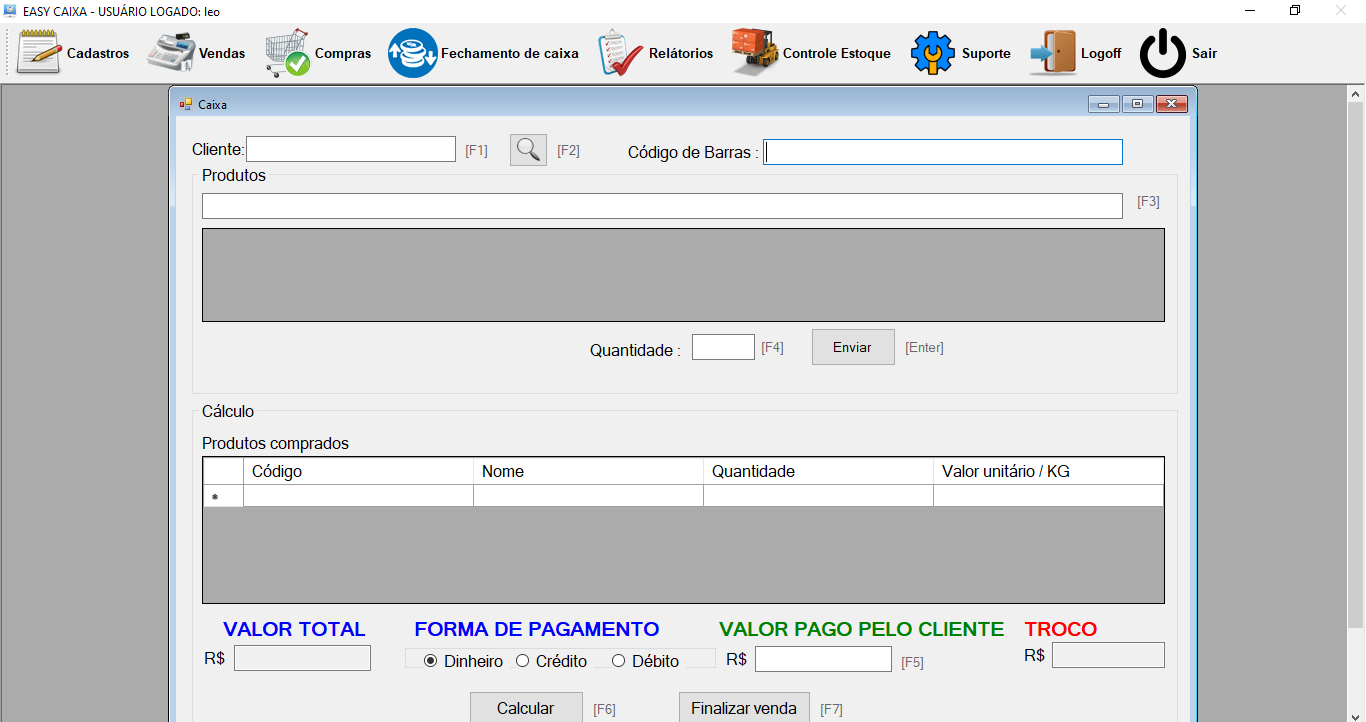 EASY CAIXA - USUÁRIO LOGADO: leo
Cadastros Vendas Compras Fechamento de caixa Relátorios Controle Estoque Suporte Logoff Sair
Caixa
Cliente: [F1] [F2] Código de Barras :
Produtos
[F3]
Quantidade : [F4] Enviar [Enter]
Cálculo
Produtos comprados
Código Nome Quantidade Valor unitário / KG
*
VALOR TOTAL FORMA DE PAGAMENTO VALOR PAGO PELO CLIENTE TROCO
R$ Dinheiro Crédito Débito R$ [F5] R$
Calcular [F6] Finalizar venda [F7]